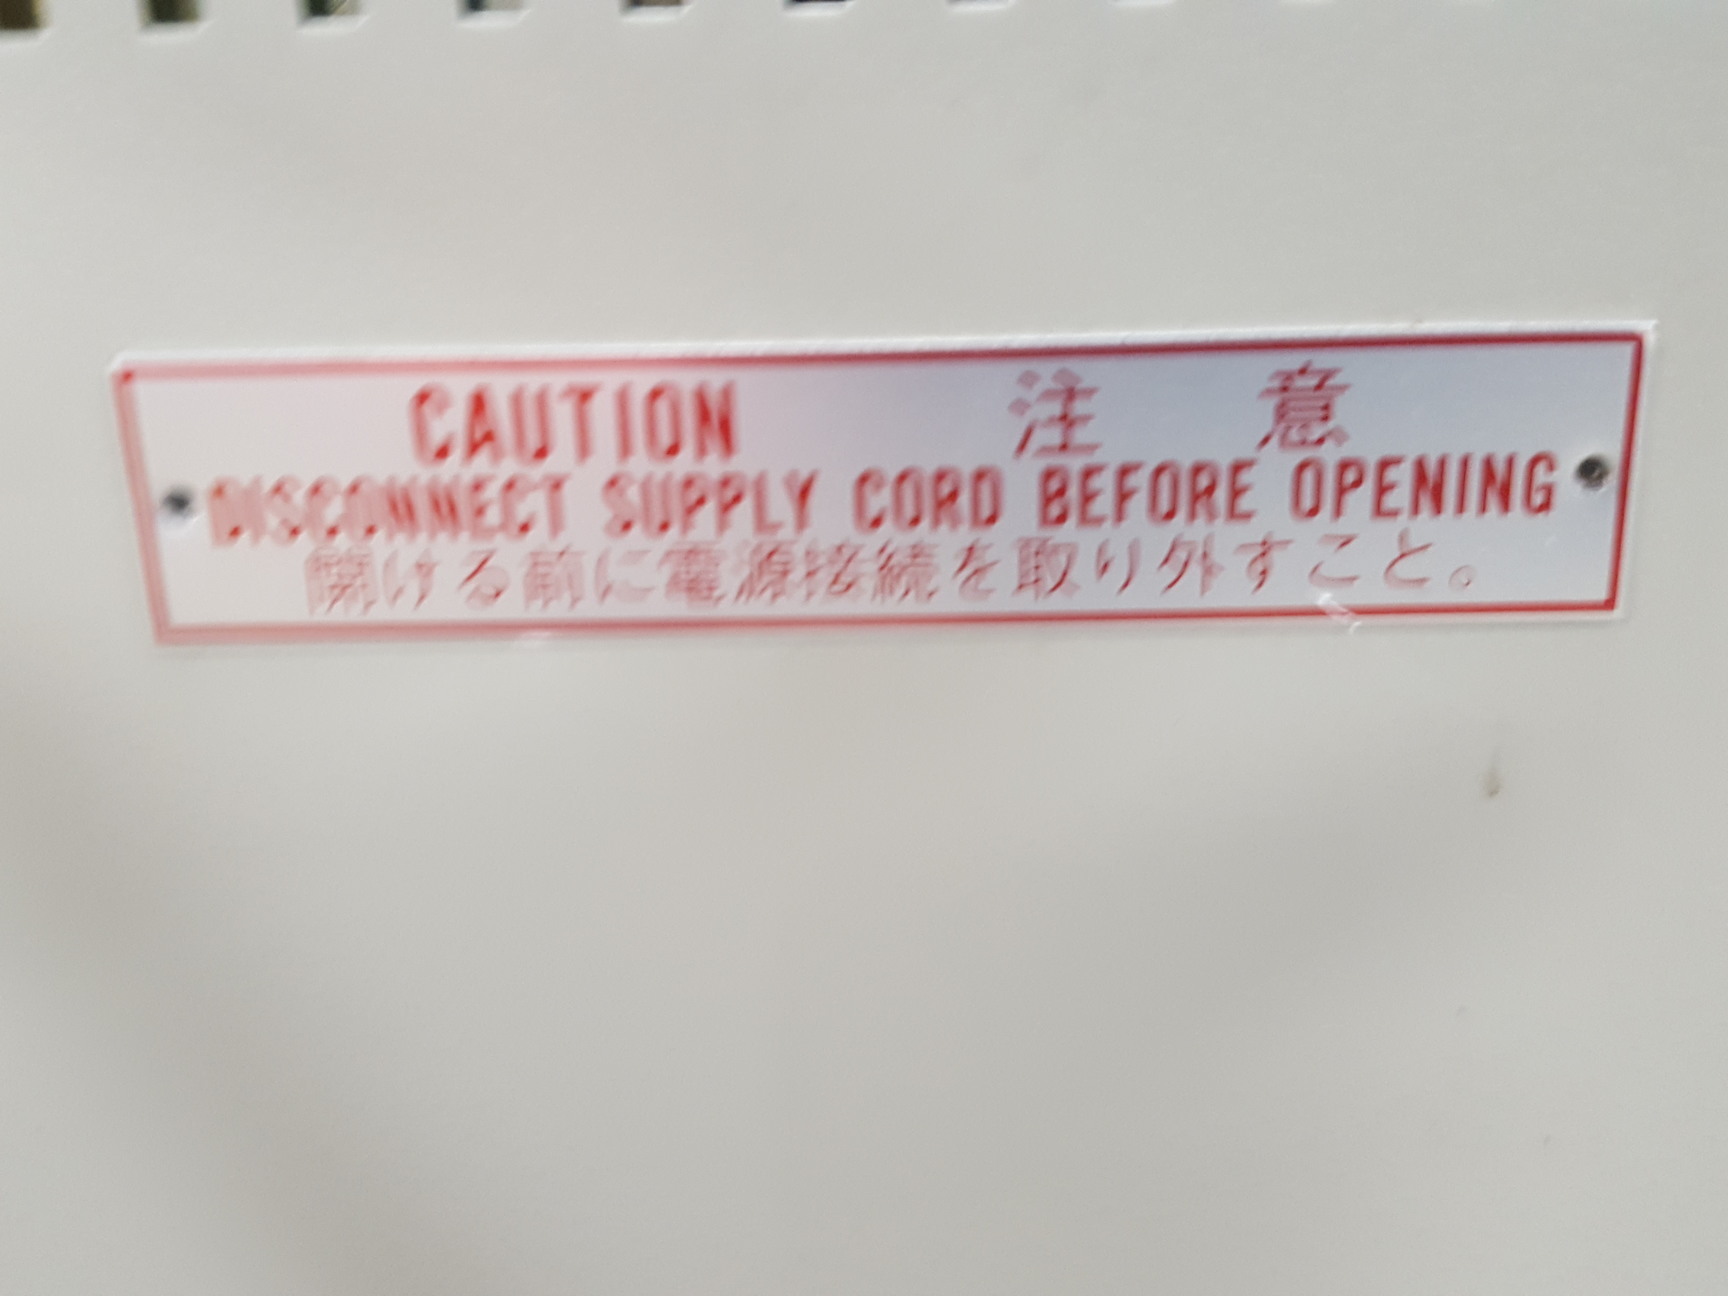 CAUTION 注意
DISCONNECT SUPPLY CORD BEFORE OPENING
開ける前に電源接続を取り外すこと。